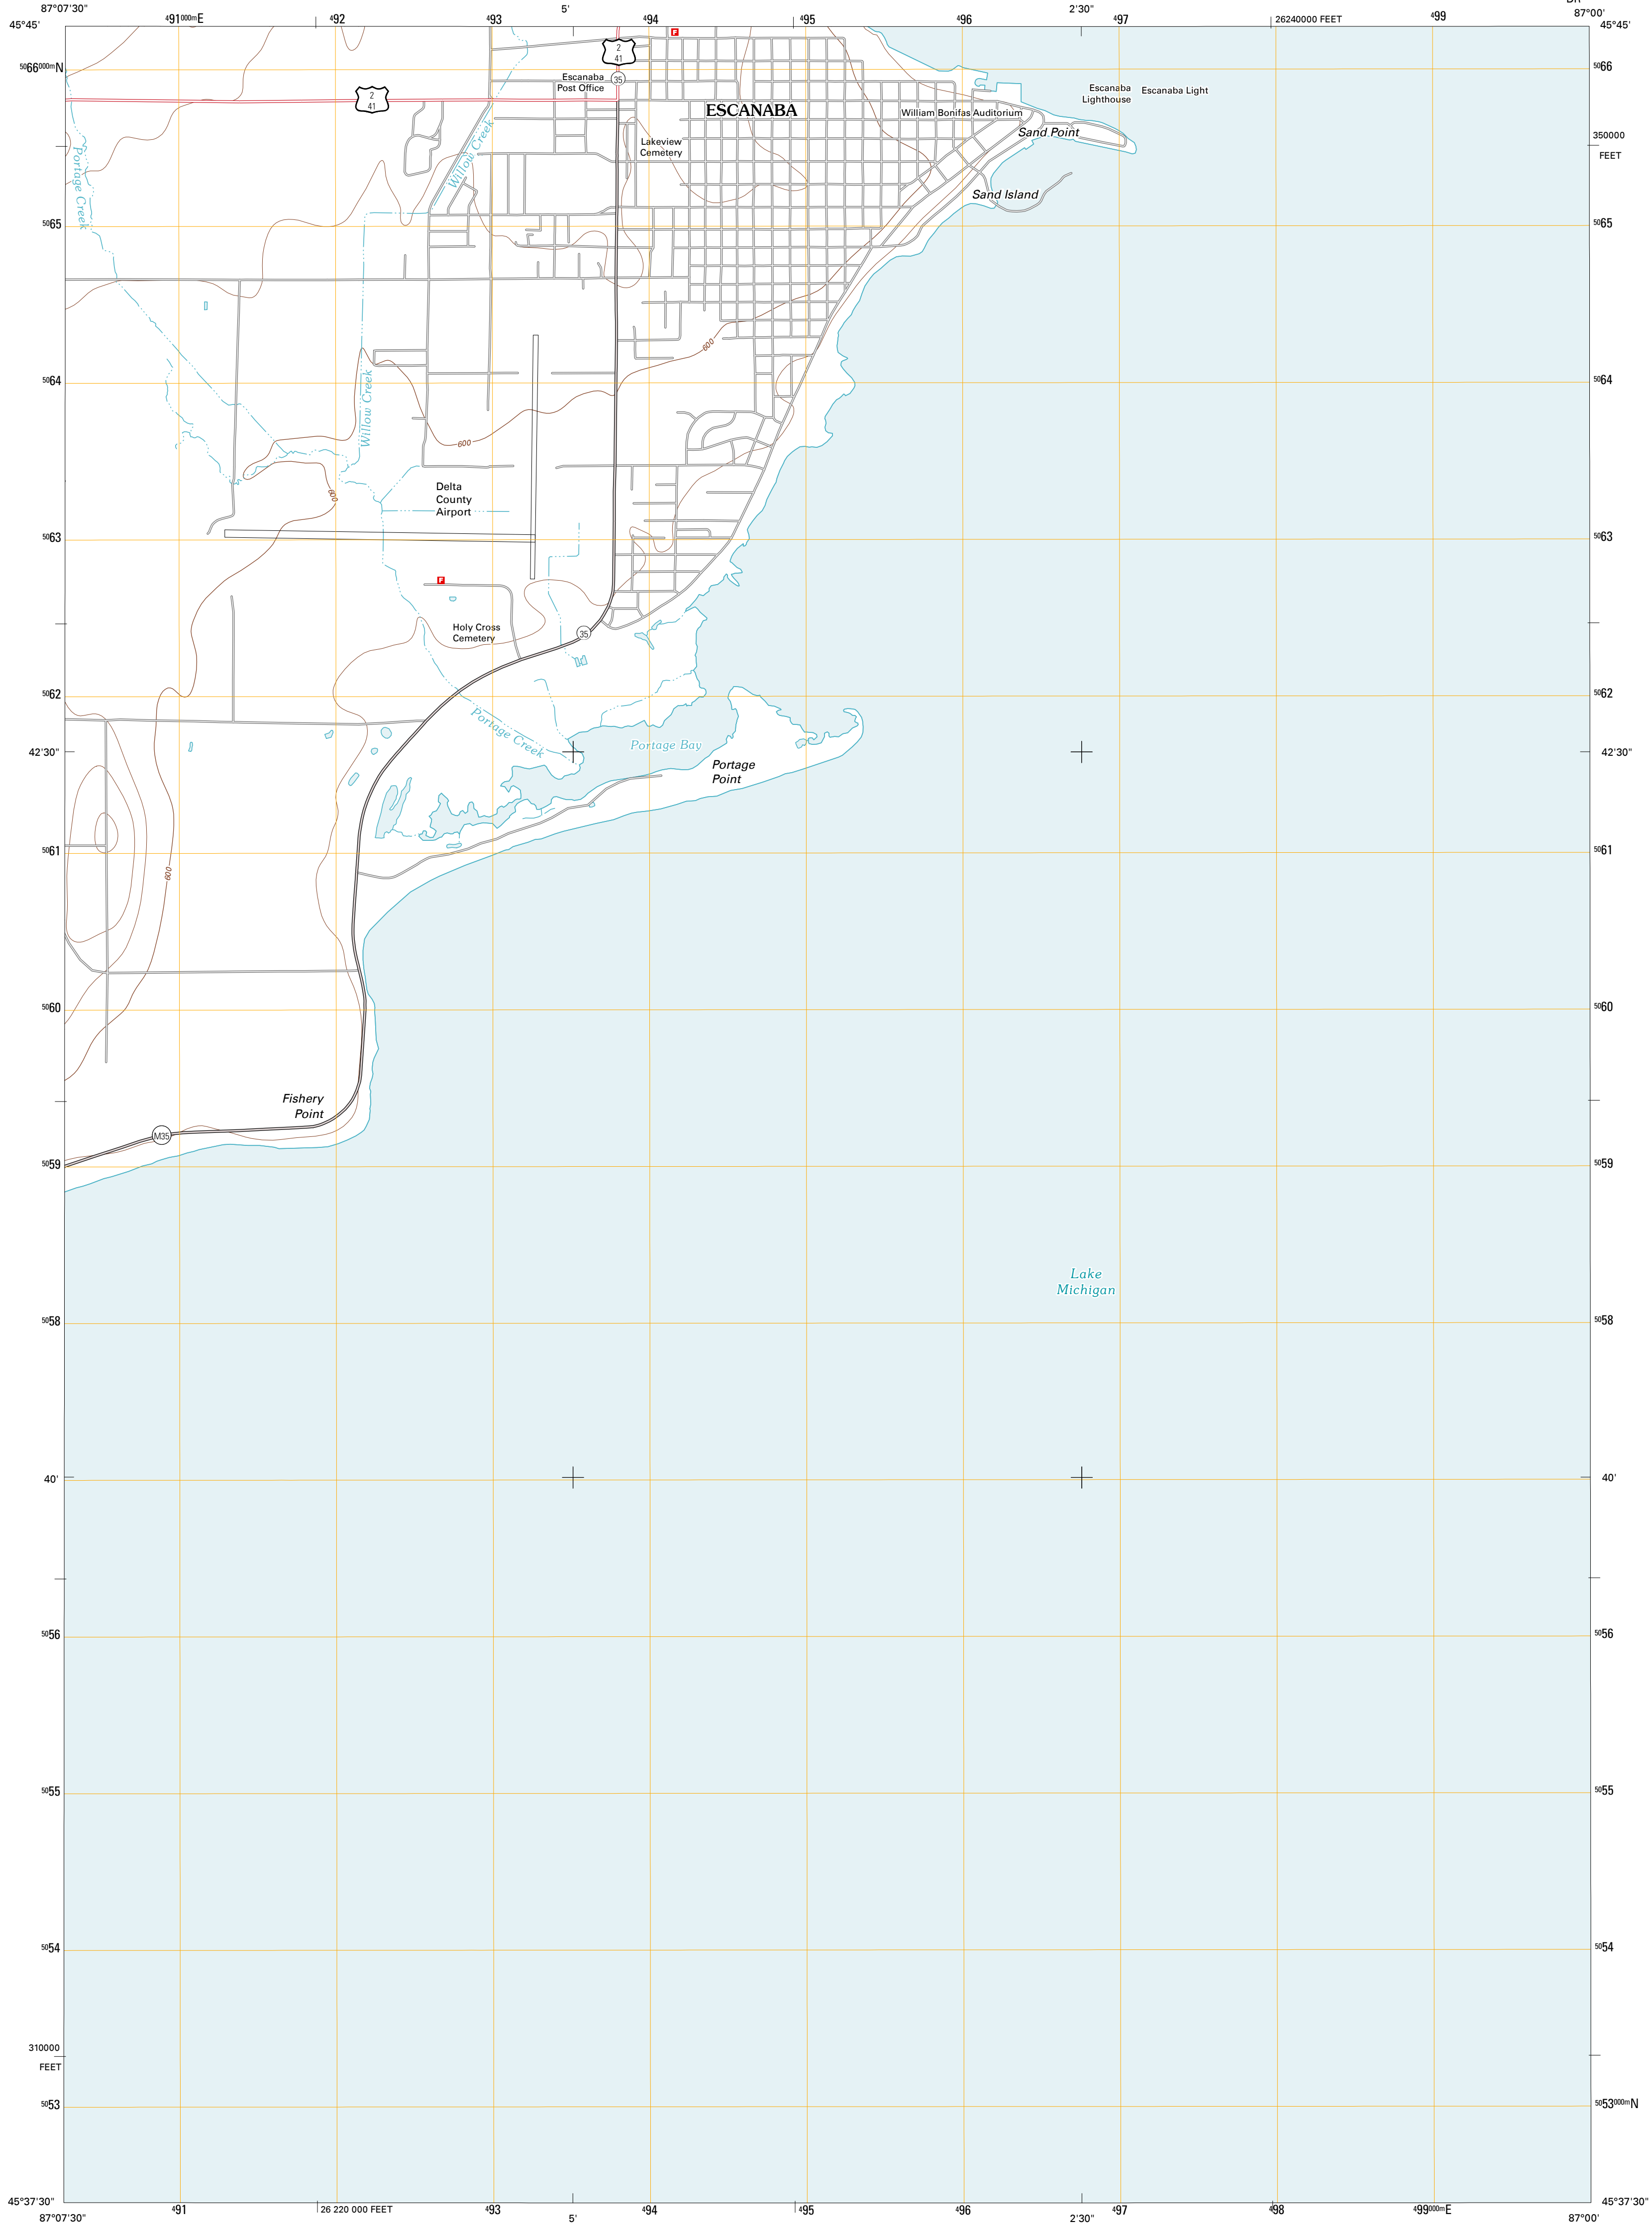 87°07'30"
5'
2'30"
BH
87°00'
45°45'
491000mE
492
493
494
495
496
497
26240000 FEET
499
45°45'
5066000mN
2
41
35
F
Escanaba
Post Office
2
41
ESCANABA
William Bonifas Auditorium
Escanaba
Lighthouse
Escanaba Light
5066
Sand Point
350000
FEET
Portage Creek
Willow Creek
Lakeview
Cemetery
Sand Island
5065
5065
600
5064
5064
Willow Creek
600
600
Delta
County
Airport
5063
5063
F
Holy Cross
Cemetery
35
5062
5062
Portage Creek
Portage Bay
42'30"
42'30"
Portage
Point
5061
5061
600
5060
5060
Fishery
Point
M35
5059
5059
Lake
Michigan
5058
5058
40'
40'
5056
5056
5055
5055
5054
5054
310000
FEET
5053
5053000mN
45°37'30"
45°37'30"
491
26 220 000 FEET
493
494
495
496
497
498
499000mE
87°07'30"
5'
2'30"
87°00'